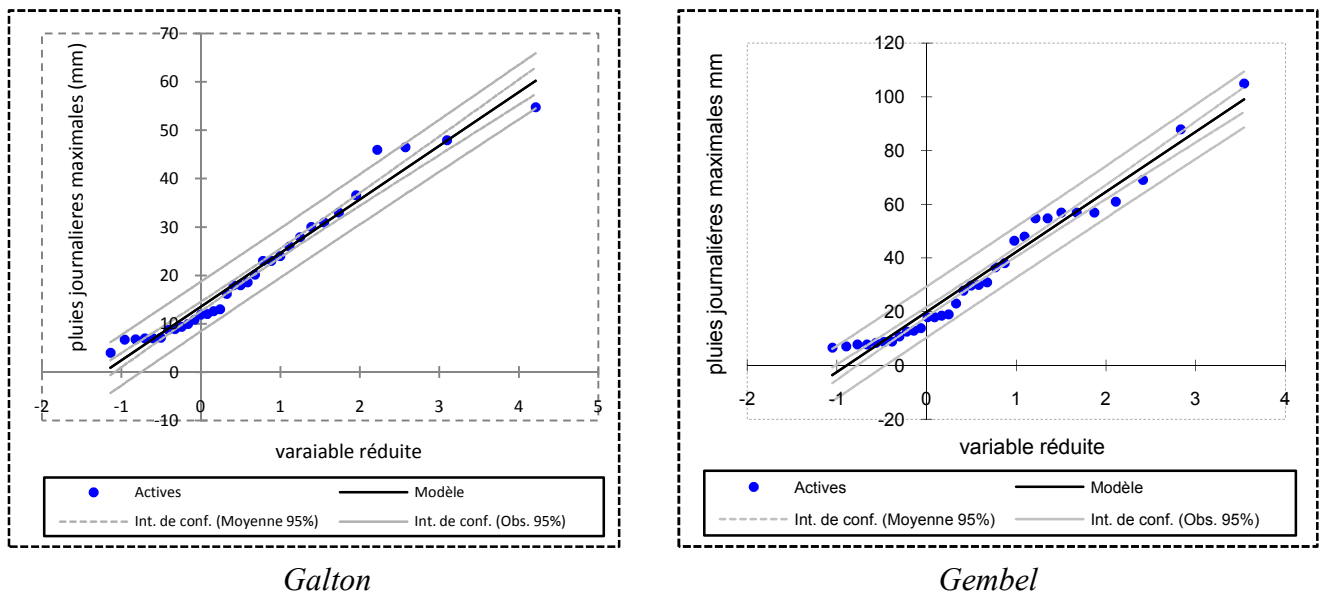 pluies journalieres maximales (mm)
70
60
50
40
30
20
10
0
-10
-2
-1
0
1
2
3
4
5
varaiable réduite
Actives
Modèle
Int. de conf. (Moyenne 95%)
Int. de conf. (Obs. 95%)
Galton
pluies journaliéres maximales mm
120
100
80
60
40
20
0
-20
-2
-1
0
1
2
3
4
variable réduite
Actives
Modèle
Int. de conf. (Moyenne 95%)
Int. de conf. (Obs. 95%)
Gembel